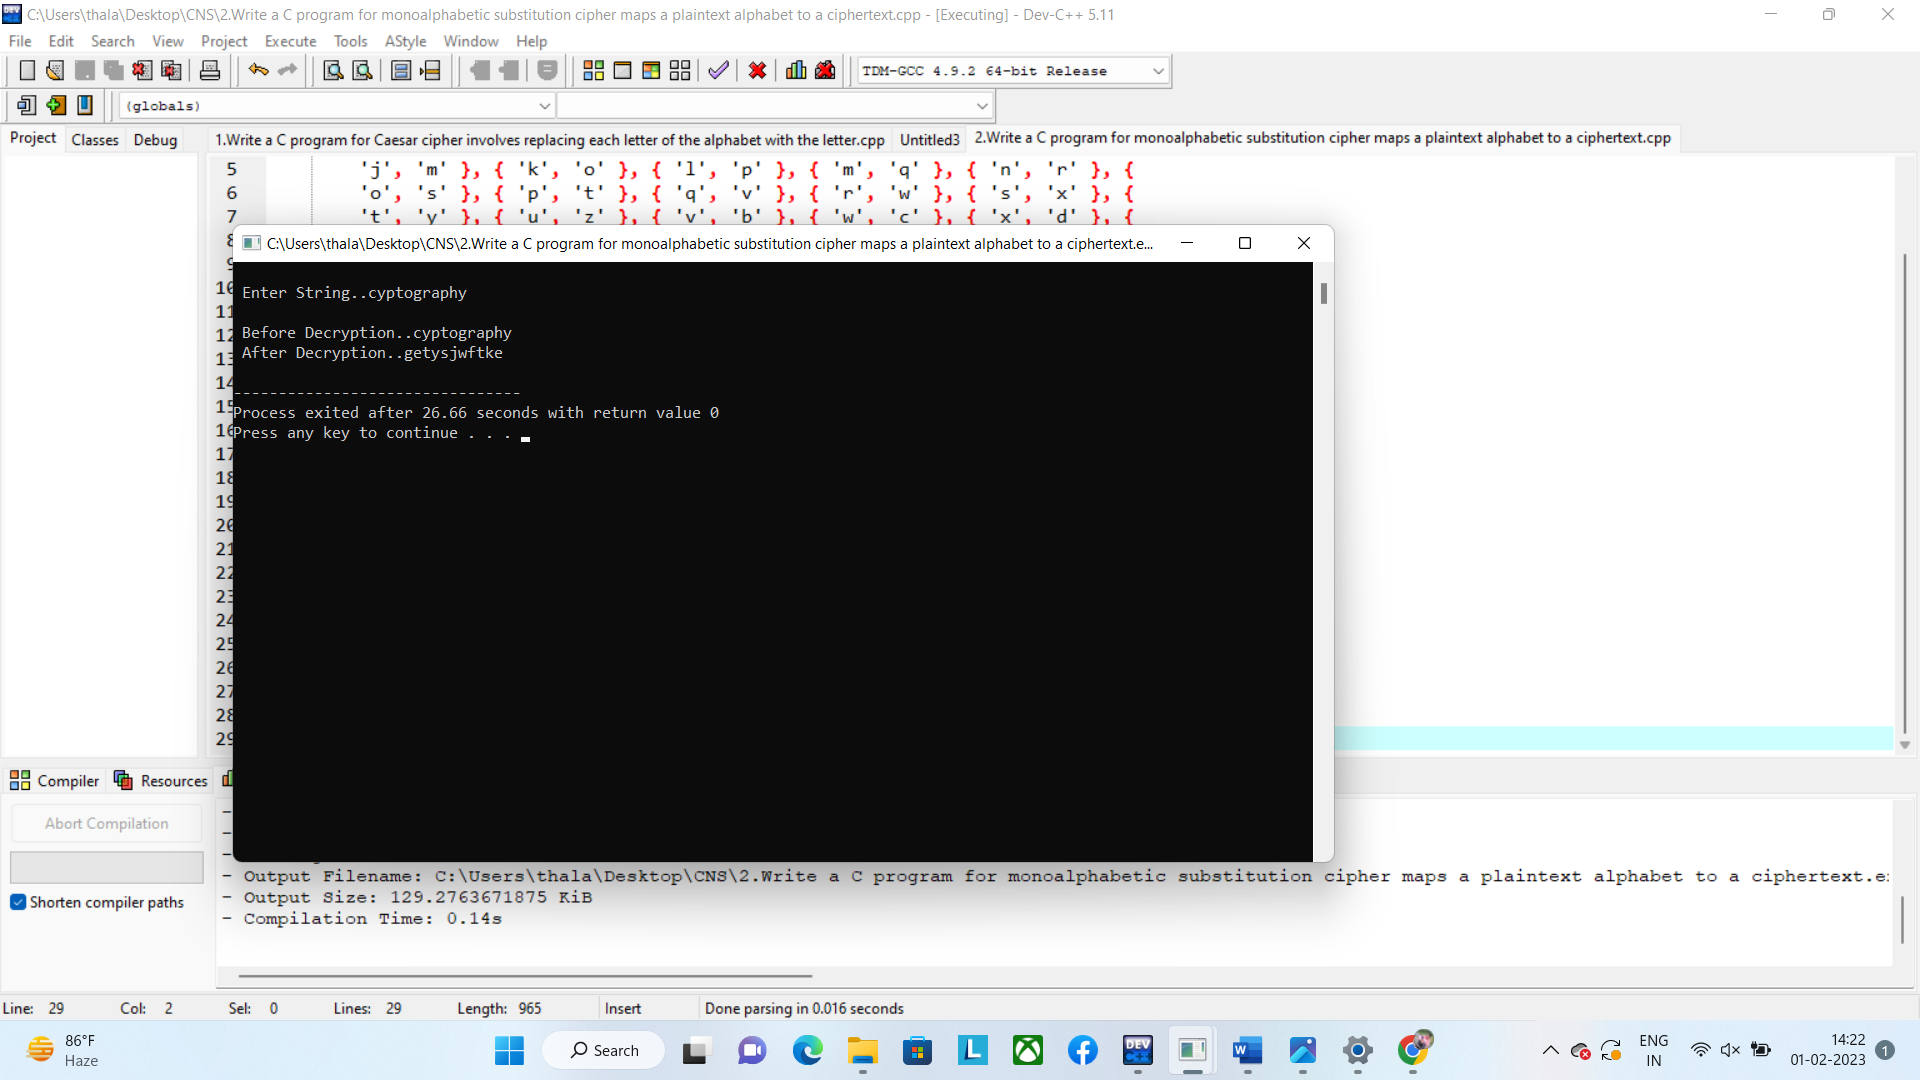 C:\Users\thala\Desktop\CNS\2.Write a C program for monoalphabetic substitution cipher maps a plaintext alphabet to a ciphertext.cpp - [Executing] - Dev-C++ 5.11
File Edit Search View Project Execute Tools AStyle Window Help
TDM-GCC 4.9.2 64-bit Release
(globals)
Project Classes Debug 1.Write a C program for Caesar cipher involves replacing each letter of the alphabet with the letter.cpp Untitled3 2.Write a C program for monoalphabetic substitution cipher maps a plaintext alphabet to a ciphertext.cpp
5 'j', 'm' }, { 'k', 'o' }, { 'l', 'p' }, { 'm', 'q' }, { 'n', 'r' }, {
6 'o', 's' }, { 'p', 't' }, { 'q', 'v' }, { 'r', 'w' }, { 's', 'x' }, {
7 't', 'y' }, { 'u', 'z' }, { 'v', 'b' }, { 'w', 'c' }, { 'x', 'd' }, {
8
C:\Users\thala\Desktop\CNS\2.Write a C program for monoalphabetic substitution cipher maps a plaintext alphabet to a ciphertext.e...
9
10
Enter String..cyptography
11
12
Before Decryption..cyptography
13
After Decryption..getysjwftke
14
--------------------------------
15
Process exited after 26.66 seconds with return value 0
16
Press any key to continue . . .
17
18
19
20
21
22
23
24
25
26
27
28
29
Compiler Resources
Abort Compilation
- Output Filename: C:\Users\thala\Desktop\CNS\2.Write a C program for monoalphabetic substitution cipher maps a plaintext alphabet to a ciphertext.e
- Output Size: 129.2763671875 KiB
Shorten compiler paths
- Compilation Time: 0.14s
Line: 29 Col: 2 Sel: 0 Lines: 29 Length: 965 Insert Done parsing in 0.016 seconds
86°F
Haze
Search
DEV C++
ENG
IN
14:22
01-02-2023
1